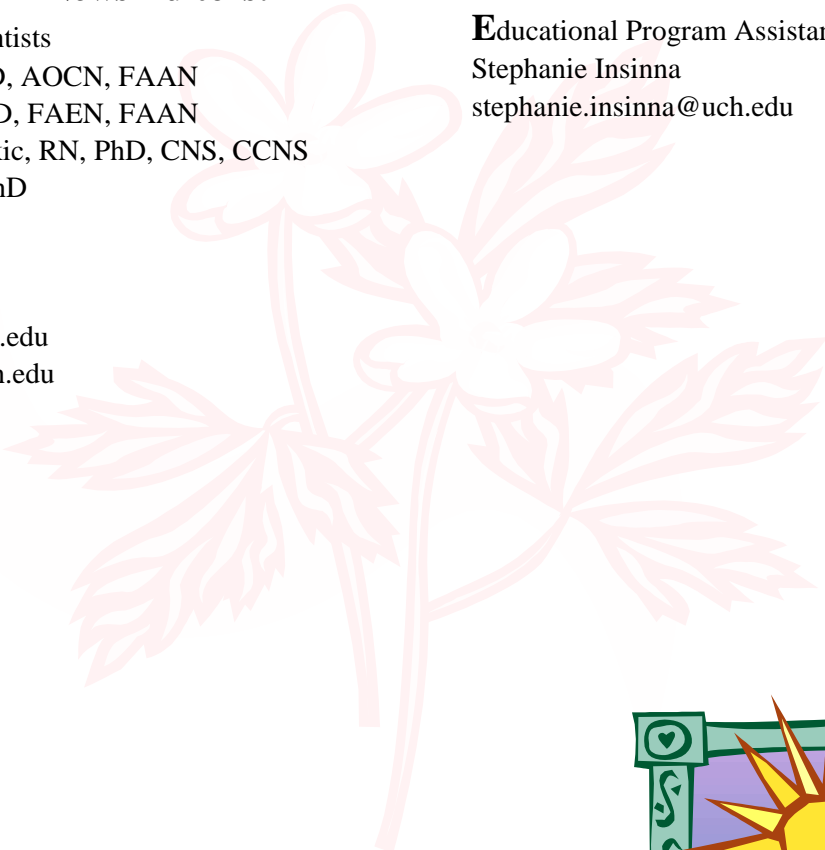 ntists
, AOCN, FAAN
D, FAEN, FAAN
kic, RN, PhD, CNS, CCNS
hD
.edu
h.edu
Educational Program Assistan
Stephanie Insinna
stephanie.insinna@uch.edu